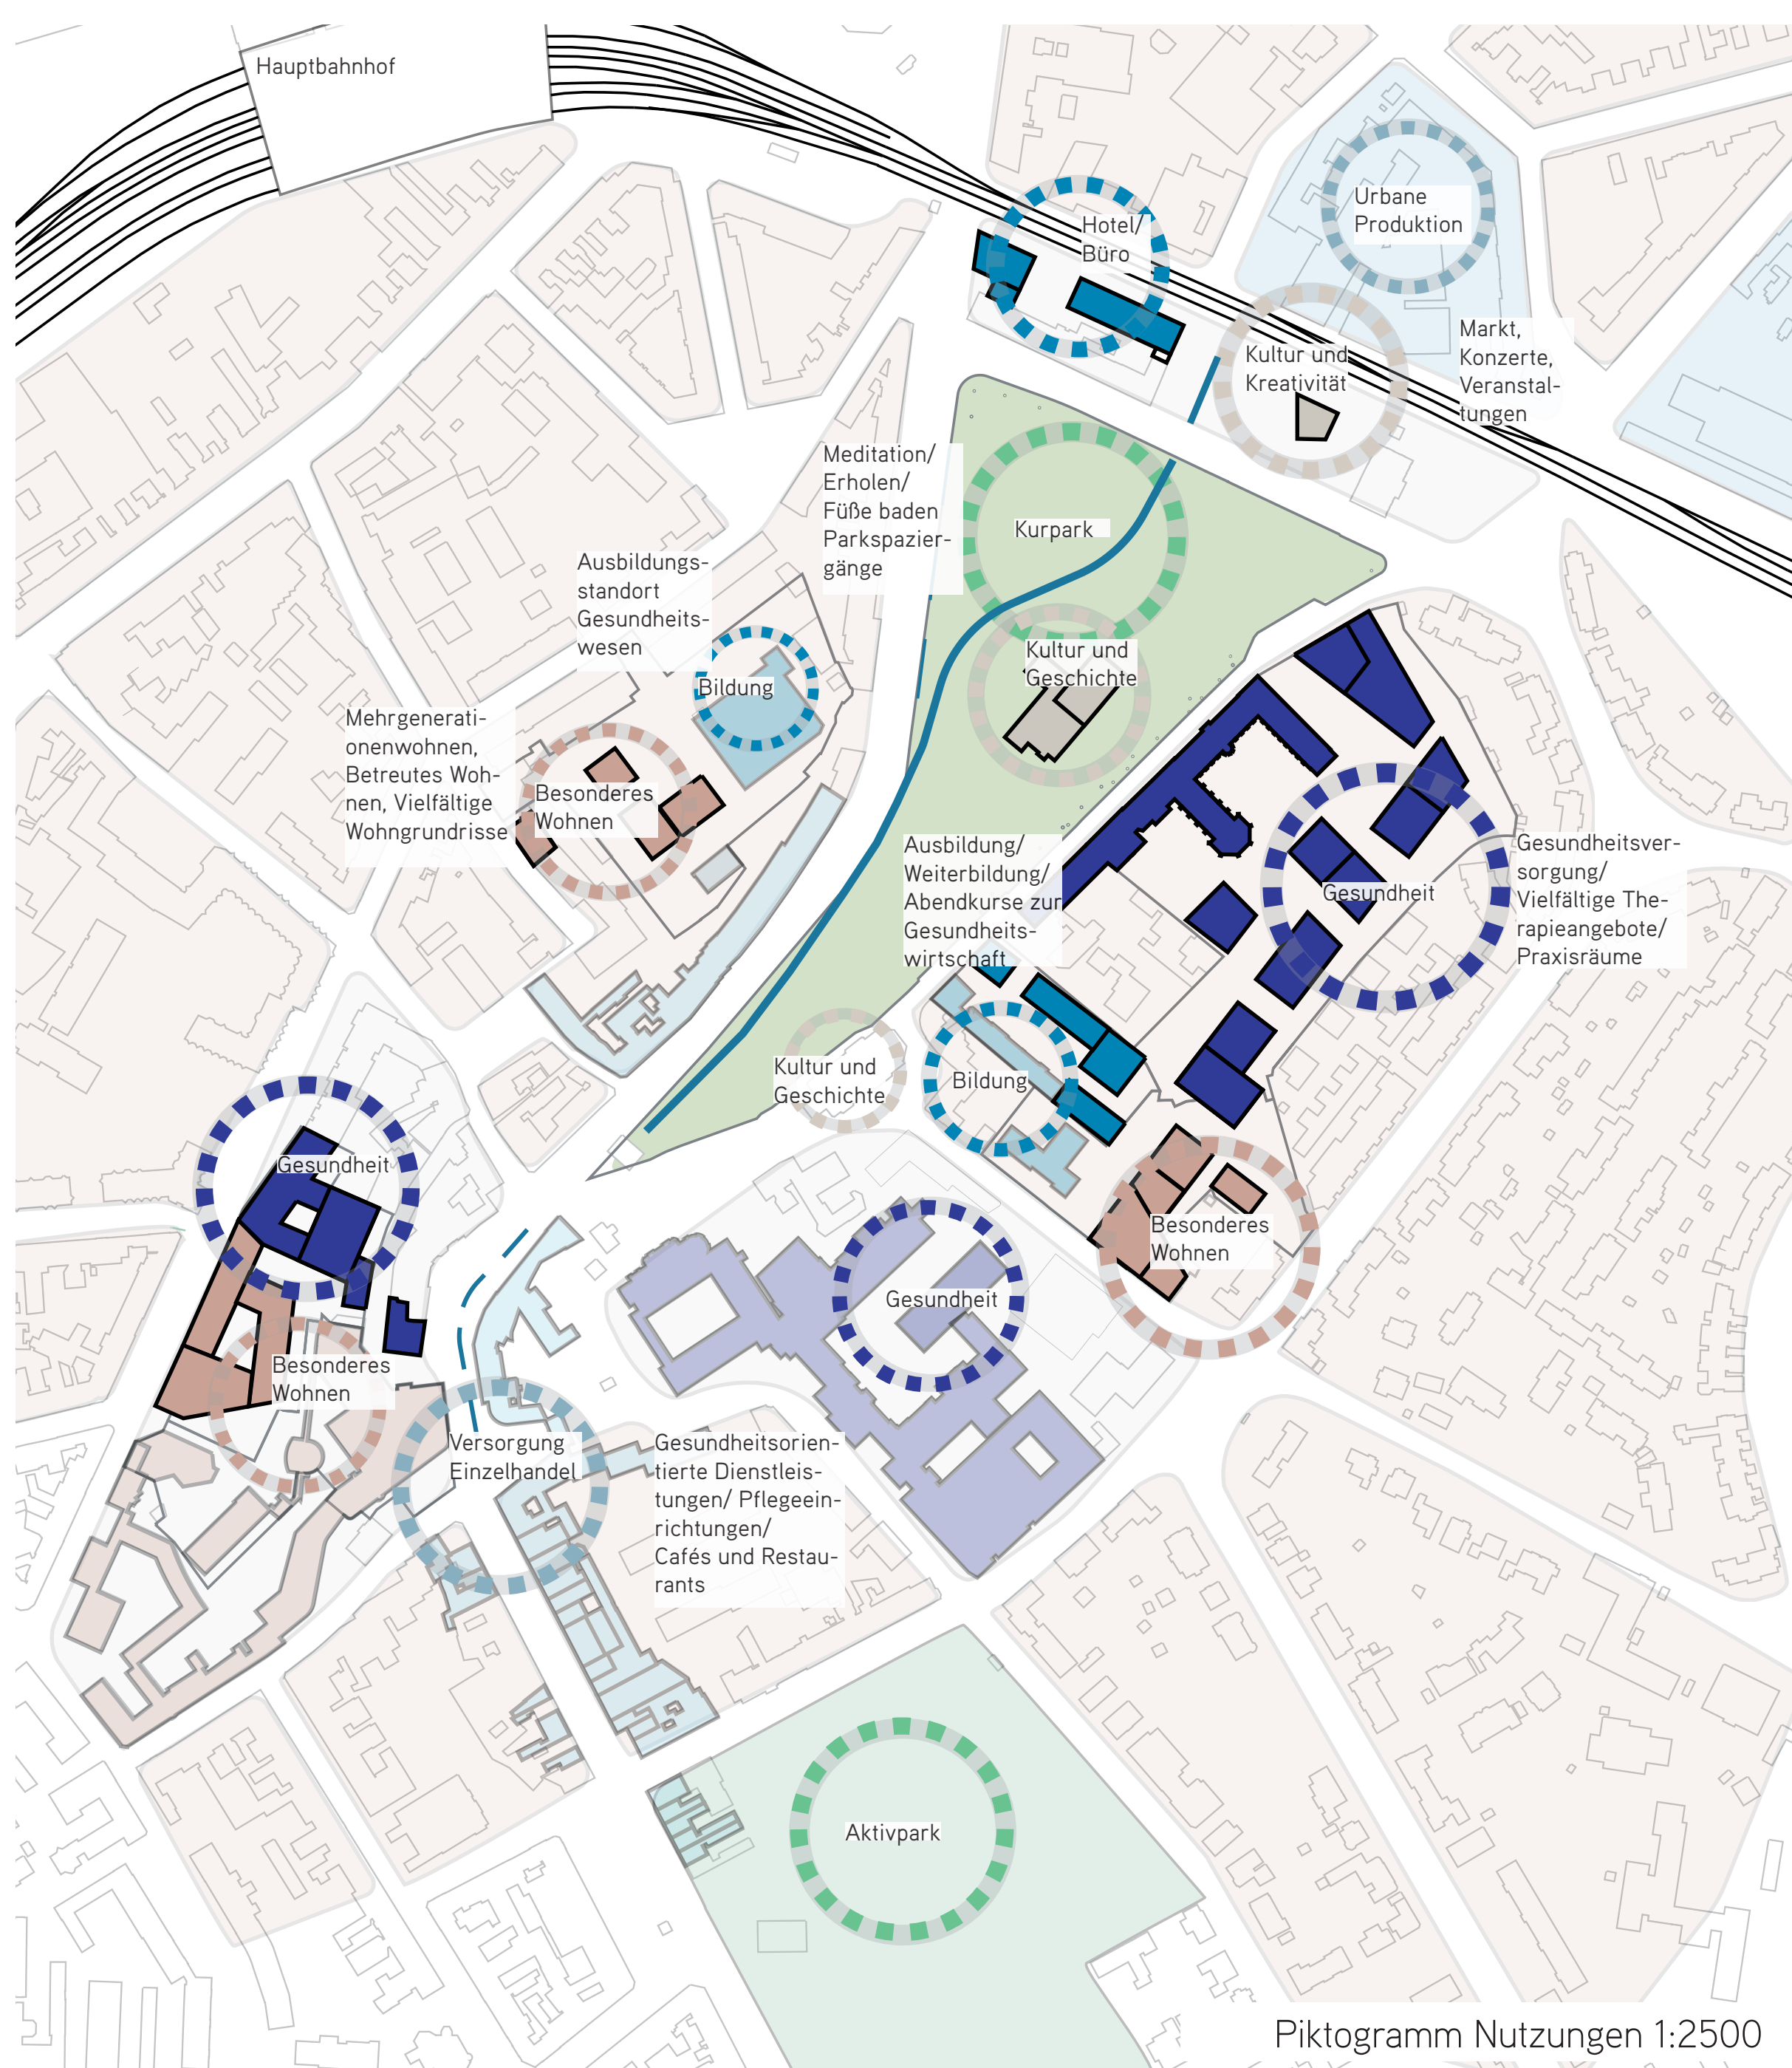 Hauptbahnhof
Urbane
Produktion
Hotel/
Büro
Markt,
Konzerte,
Veranstal-
tungen
Kultur und
Kreativität
Meditation/
Erholen/
Füße baden
Parkspazier-
gänge
Kurpark
Ausbildungs-
standort
Gesundheits-
wesen
Kultur und
Geschichte
Bildung
Mehrgenerati-
onenwohnen,
Betreutes Woh-
nen, Vielfältige
Wohngrundrisse
Besonderes
Wohnen
Ausbildung/
Weiterbildung/
Abendkurse zur
Gesundheits-
wirtschaft
Gesundheit
Gesundheitsver-
sorgung/
Vielfältige The-
rapieangebote/
Praxisräume
Kultur und
Geschichte
Bildung
Gesundheit
Besonderes
Wohnen
Gesundheit
Besonderes
Wohnen
Versorgung
Einzelhandel
Gesundheitsorien-
tierte Dienstleis-
tungen/ Pflegeein-
richtungen/
Cafés und Restau-
rants
Aktivpark
Piktogramm Nutzungen 1:2500